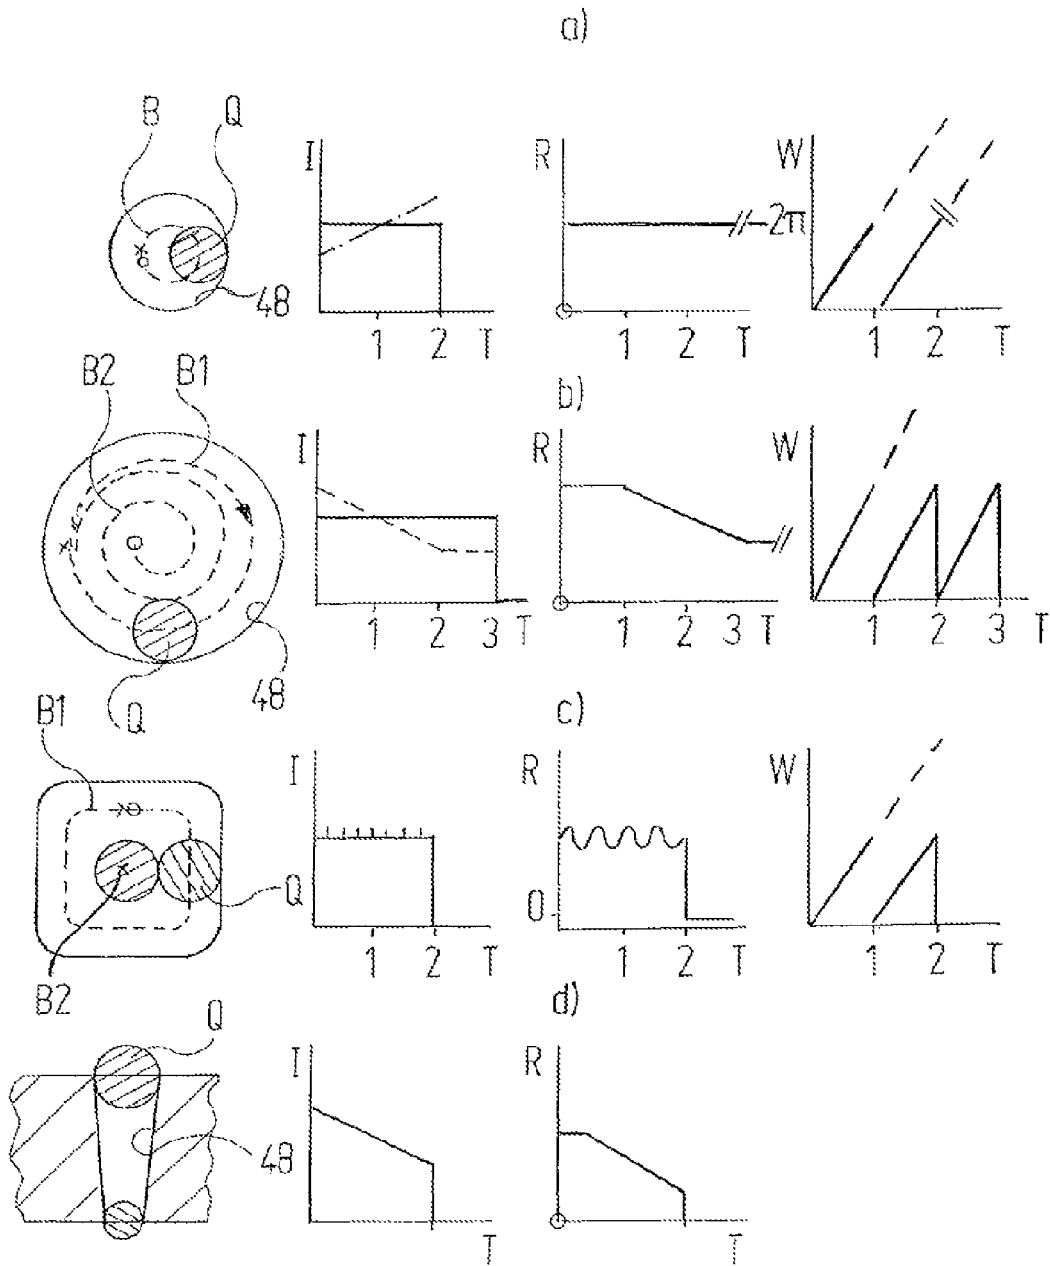 a)
B Q I R W
2π
48
1 2 T 1 2 T 1 2 T
B2 B1 b)
I R W
1 2 3 T 1 2 3 T 1 2 3 T
Q 48
B1 c)
I R W
Q 0
1 2 T 1 2 T 1 2 T
B2 d)
Q I R
48
T T